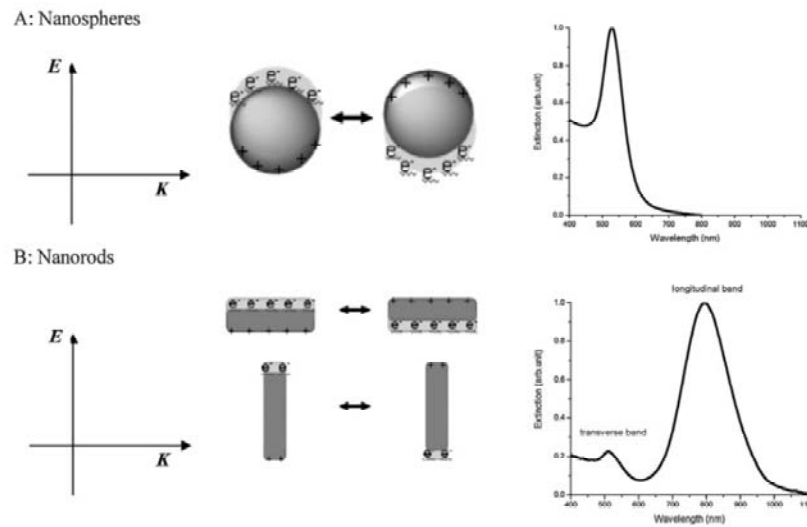 A: Nanospheres
E
K
e- e- e- e- e-
+ + + + +
+ + + + +
e- e- e- e- e-
Extinction (arb.unit)
1.0
0.8
0.6
0.4
0.2
0.0
400 500 600 700 800 900 1000 1100
Wavelength (nm)
B: Nanorods
E
K
e- e- e- e- e-
+ + + + +
+ + + + +
e- e- e- e- e-
e- e-
+ +
+ +
e- e-
longitudinal band
transverse band
Extinction (arb.unit)
1.0
0.8
0.6
0.4
0.2
0.0
400 500 600 700 800 900 1000 1100
Wavelength (nm)